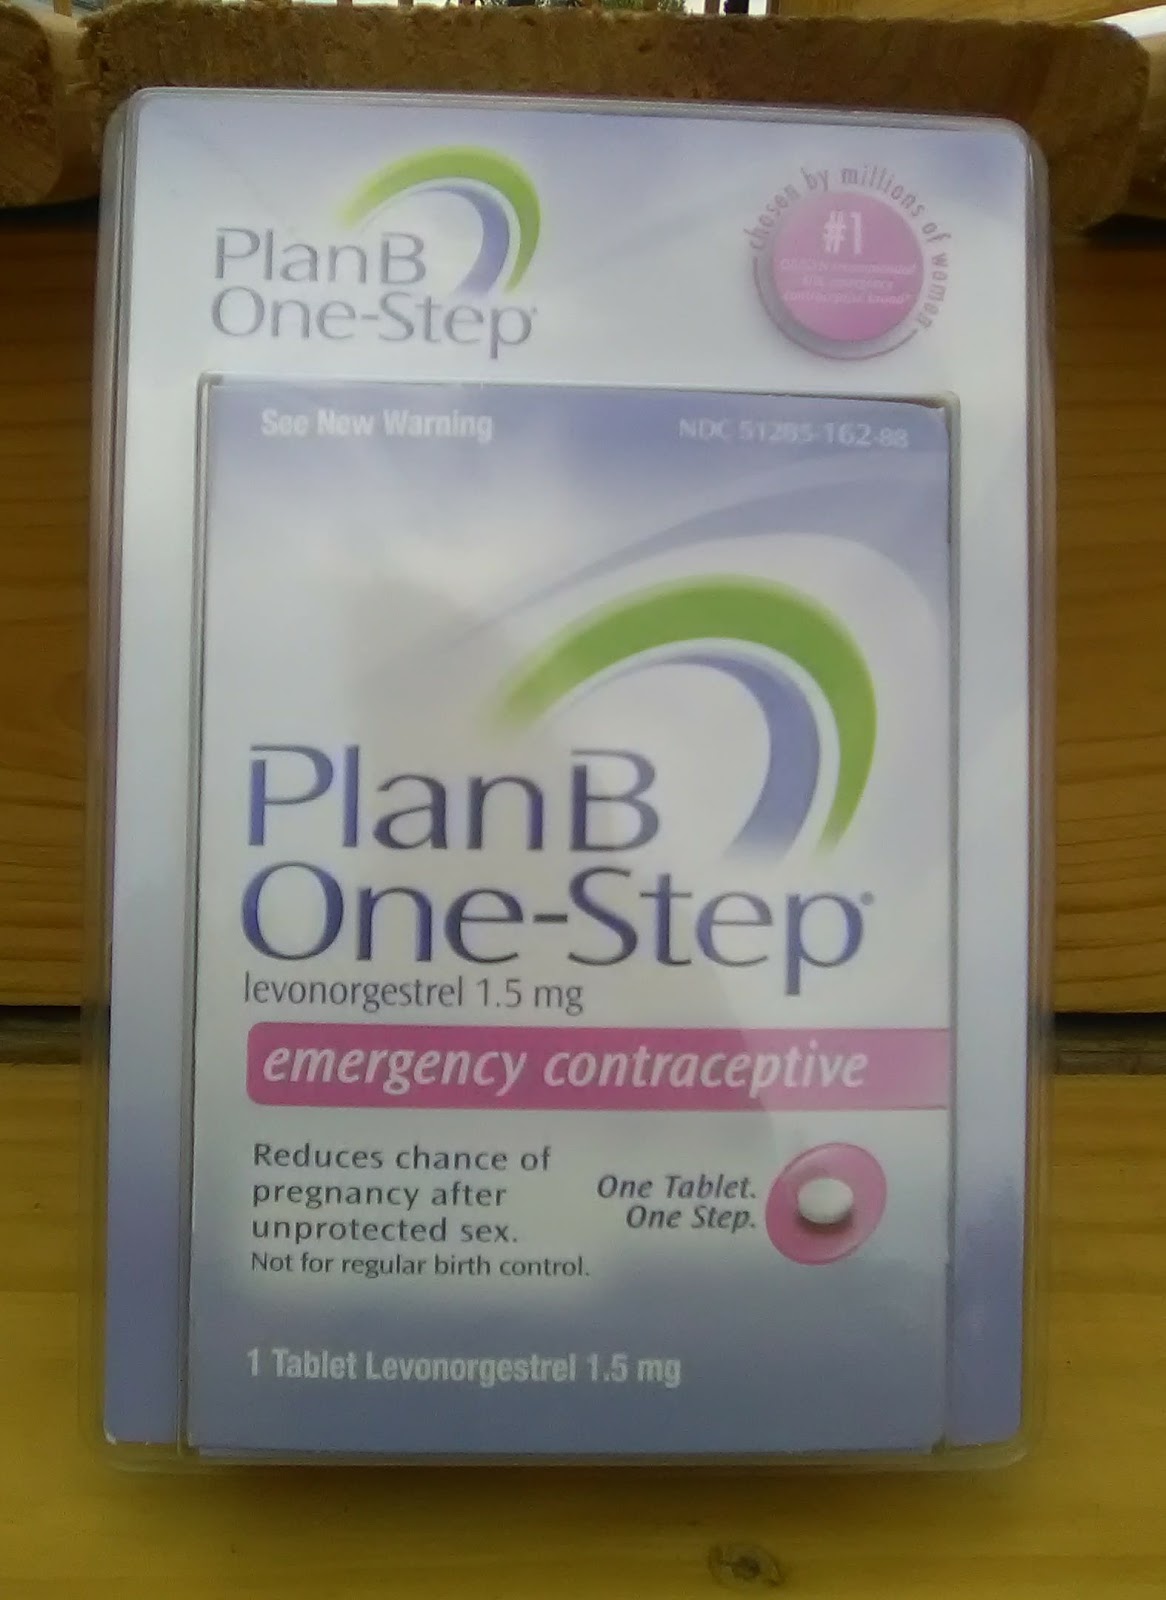 Plan B
One-Step
chosen by millions of women
#1
See New Warning
NDC 51285-162-88
Plan B
One-Step®
levonorgestrel 1.5 mg
emergency contraceptive
Reduces chance of
pregnancy after
unprotected sex.
Not for regular birth control.
One Tablet.
One Step.
1 Tablet Levonorgestrel 1.5 mg